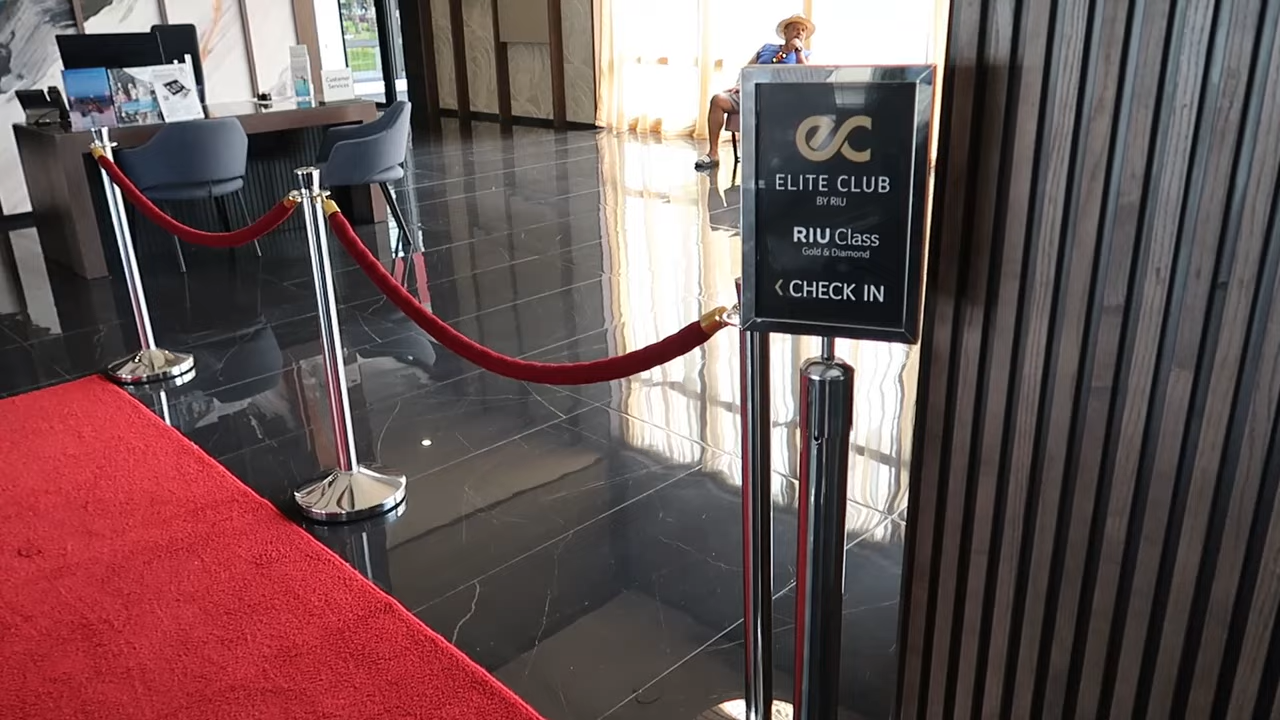 Customer
Services
ec
ELITE CLUB
BY RIU
RIU Class
Gold & Diamond
< CHECK IN